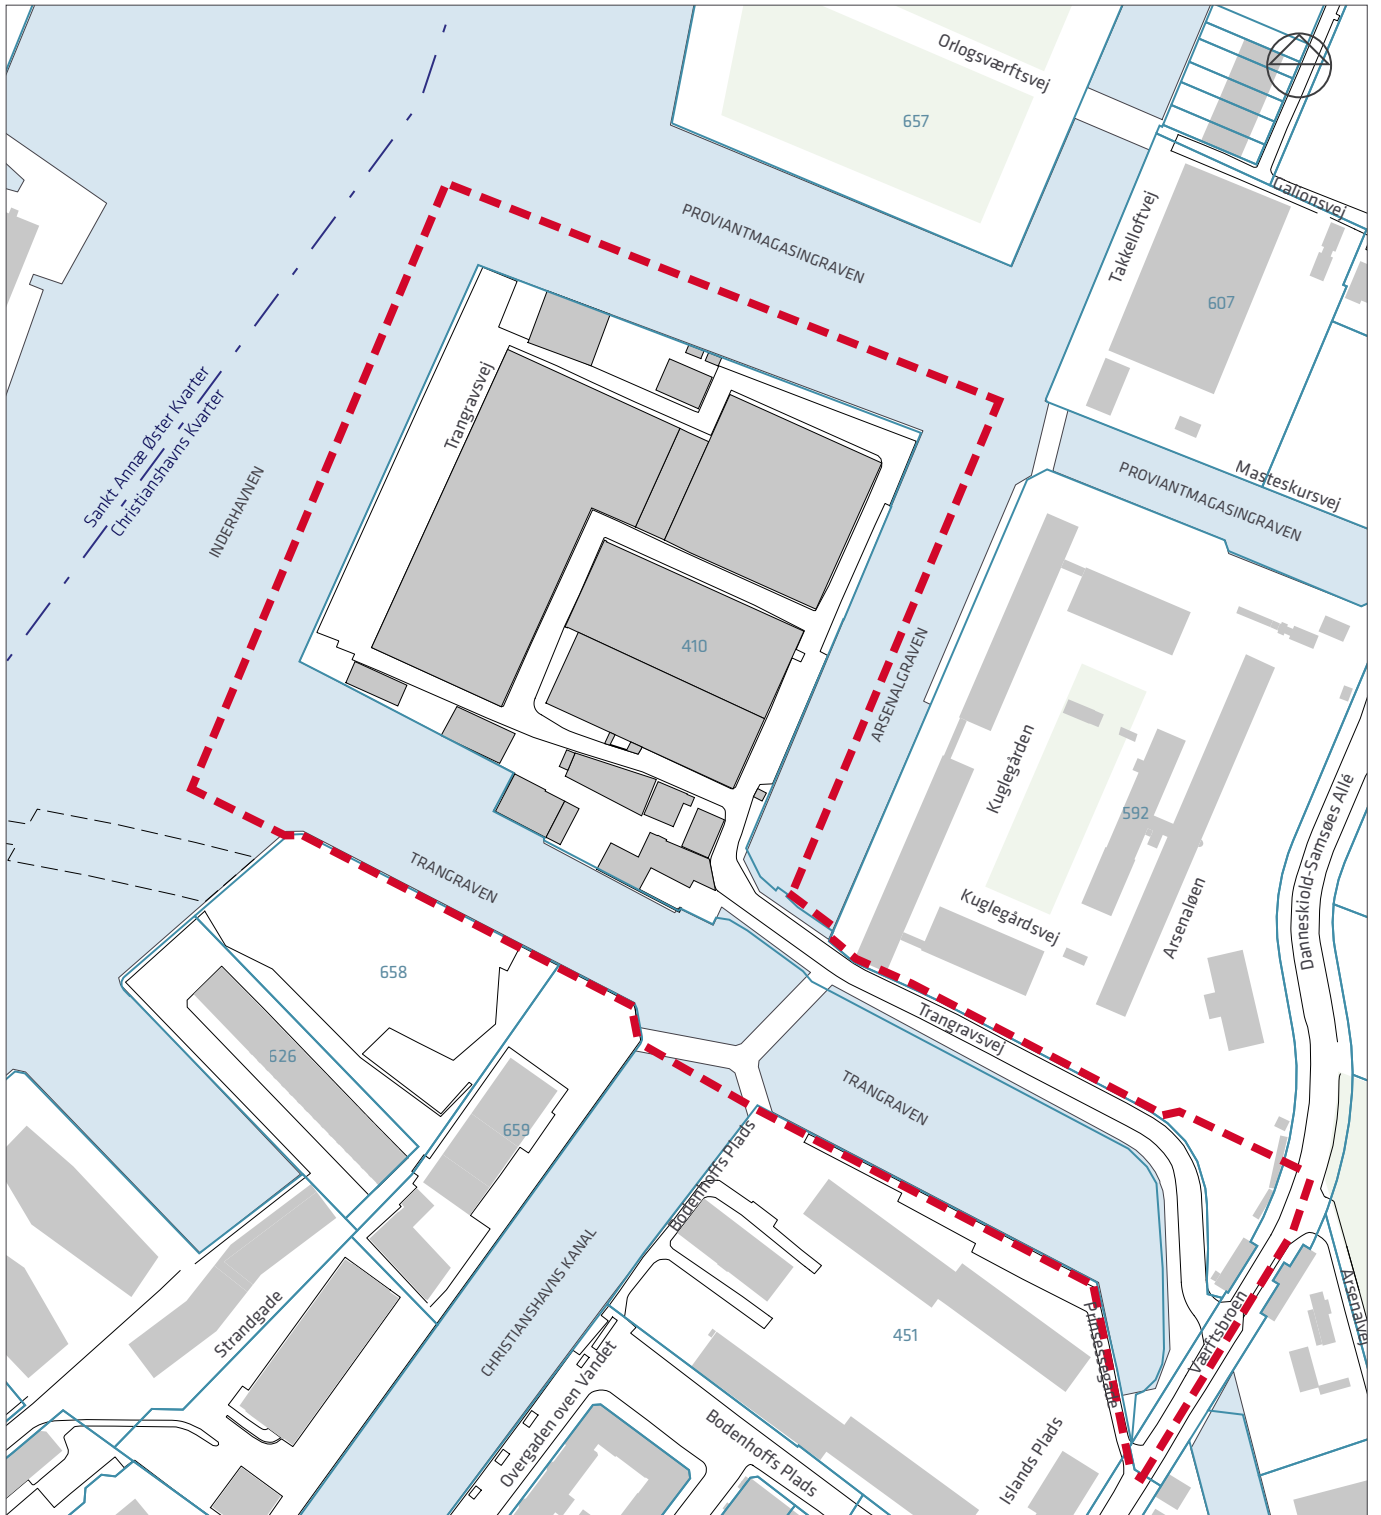 Orlogsværftsvej
657
Galionsvej
PROVIANTMAGASINGRAVEN
Takkelloftvej
607
Trangravsvej
Sankt Annæ Øster Kvarter
Christianshavns Kvarter
INDERHAVNEN
Masteskursvej
PROVIANTMAGASINGRAVEN
410
ARSENALGRAVEN
Kuglegården
592
Danneskiold-Samsøes Allé
TRANGRAVEN
Kuglegårdsvej
Arsenaløen
658
Trangravsvej
626
TRANGRAVEN
659
Bodenhoffs Plads
CHRISTIANSHAVNS KANAL
Strandgade
451
Prinsessegade
Værftsbroen
Arsenalvej
Overgaden oven Vandet
Bodenhoffs Plads
Islands Plads